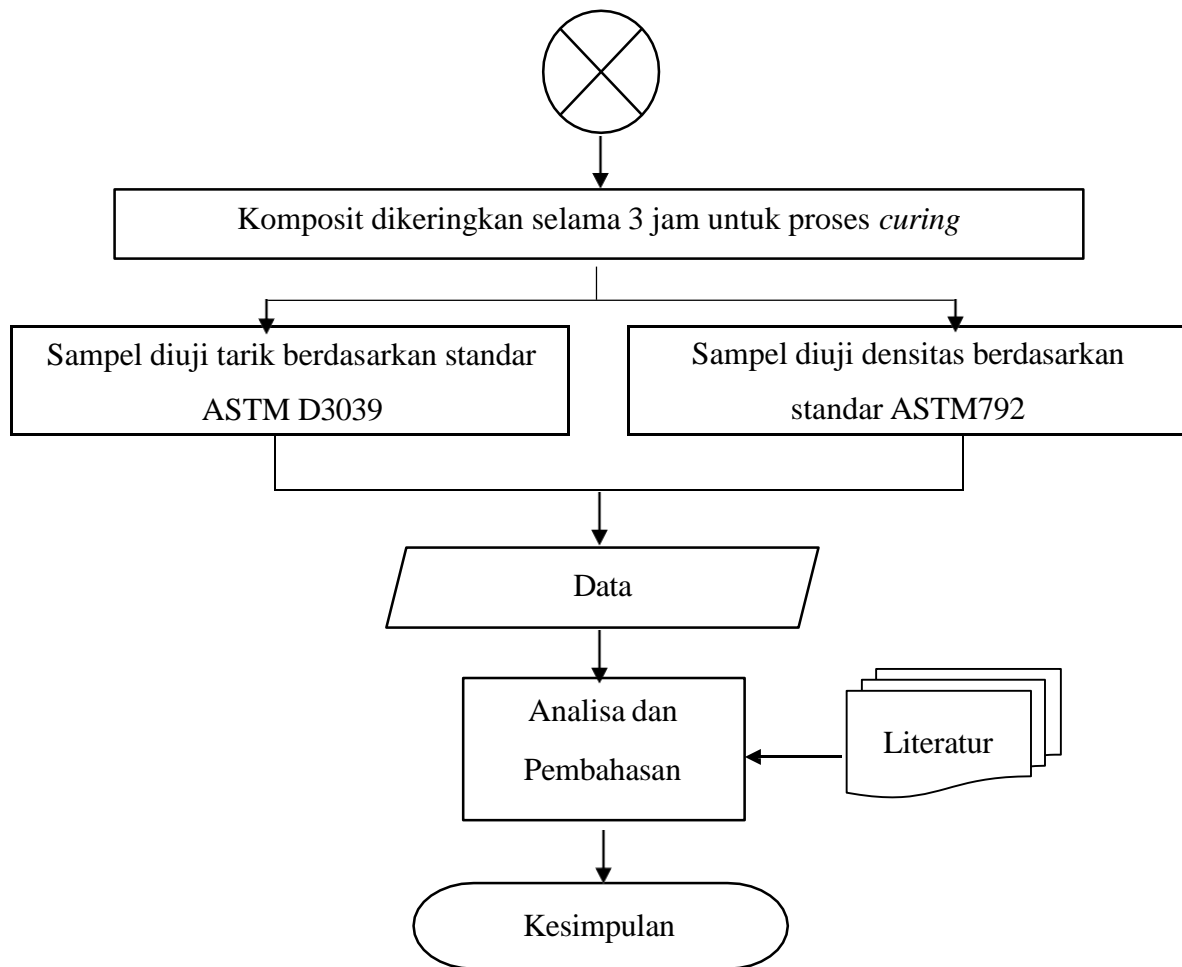 Komposit dikeringkan selama 3 jam untuk proses curing
Sampel diuji tarik berdasarkan standar
ASTM D3039
Sampel diuji densitas berdasarkan
standar ASTM792
Data
Analisa dan
Pembahasan
Literatur
Kesimpulan